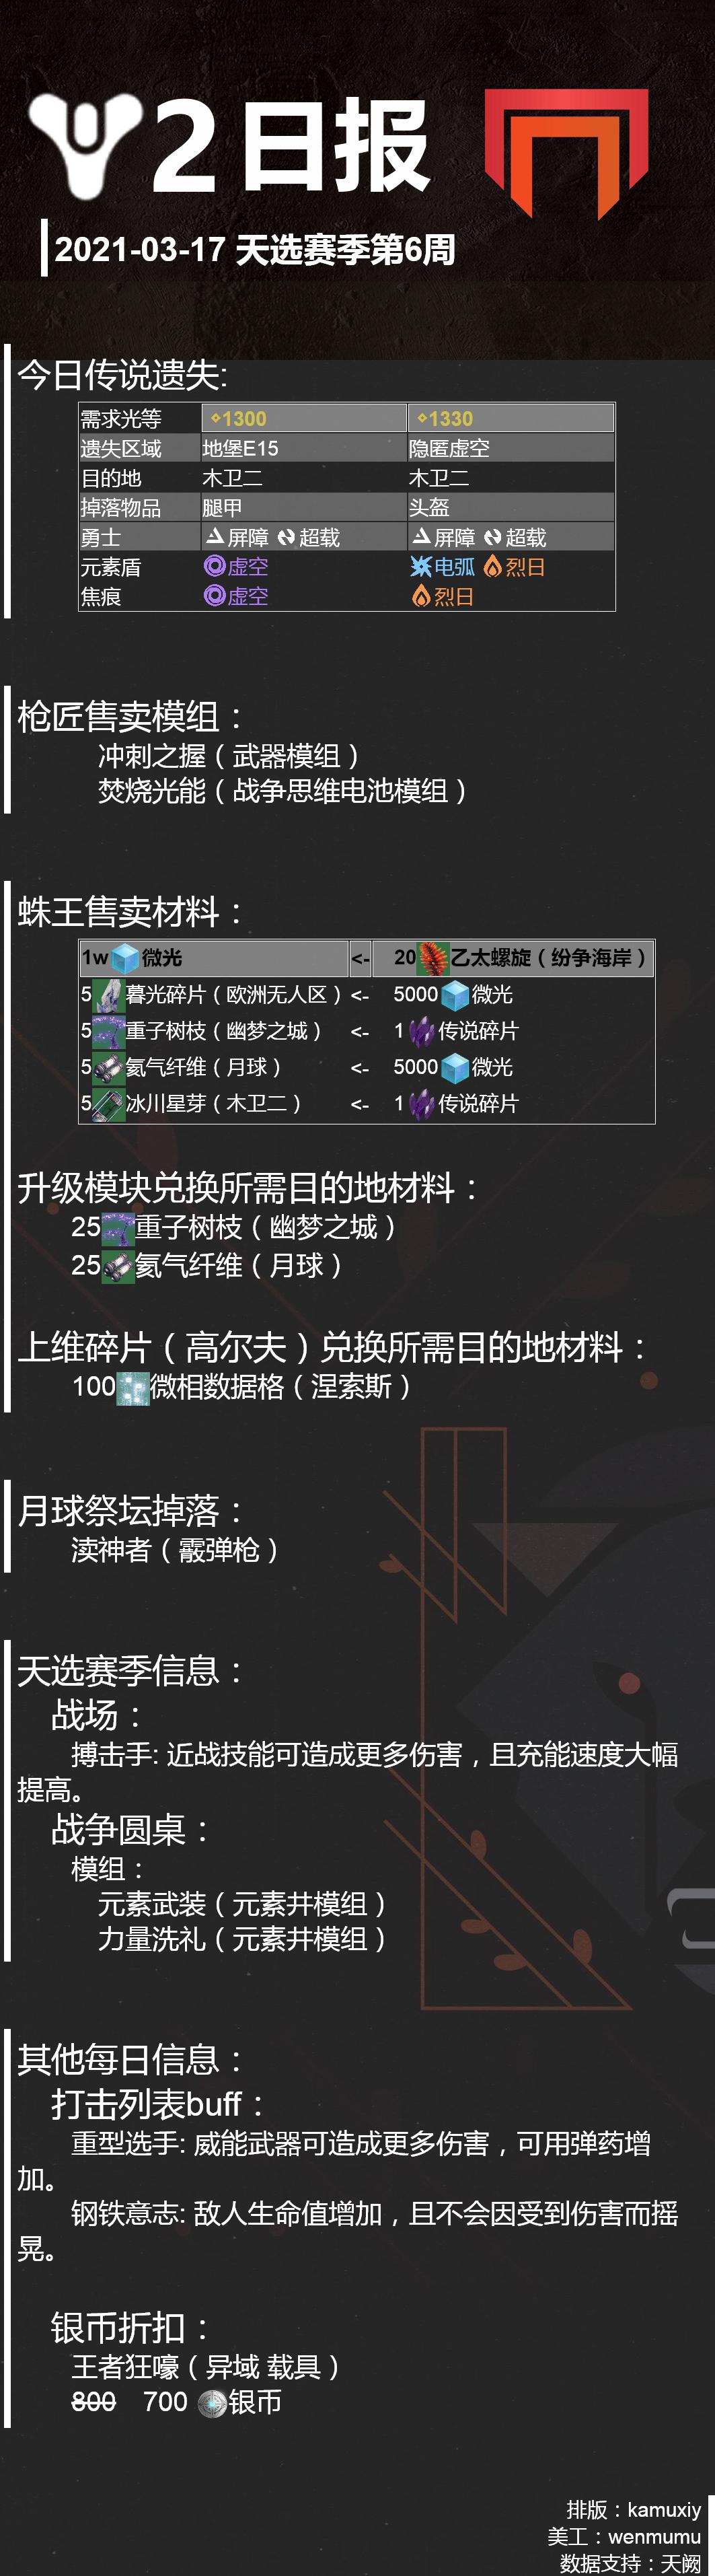 2日报
2021-03-17 天选赛季第6周
今日传说遗失:
需求光等 1300 1330
遗失区域 地堡E15 隐匿虚空
目的地 木卫二 木卫二
掉落物品 腿甲 头盔
勇士 屏障 超载 屏障 超载
元素盾 虚空 电弧 烈日
焦痕 虚空 烈日
枪匠售卖模组：
冲刺之握（武器模组）
焚烧光能（战争思维电池模组）
蛛王售卖材料：
1w微光 <- 20乙太螺旋（纷争海岸）
5暮光碎片（欧洲无人区） <- 5000微光
5重子树枝（幽梦之城） <- 1传说碎片
5氦气纤维（月球） <- 5000微光
5冰川星芽（木卫二） <- 1传说碎片
升级模块兑换所需目的地材料：
25重子树枝（幽梦之城）
25氦气纤维（月球）
上维碎片（高尔夫）兑换所需目的地材料：
100微相数据格（涅索斯）
月球祭坛掉落：
渎神者（霰弹枪）
天选赛季信息：
战场：
搏击手: 近战技能可造成更多伤害，且充能速度大幅
提高。
战争圆桌：
模组：
元素武装（元素井模组）
力量洗礼（元素井模组）
其他每日信息：
打击列表buff：
重型选手: 威能武器可造成更多伤害，可用弹药增
加。
钢铁意志: 敌人生命值增加，且不会因受到伤害而摇
晃。
银币折扣：
王者狂嚎（异域 载具）
800 700 银币
排版：kamuxiy
美工：wenmumu
数据支持：天阙